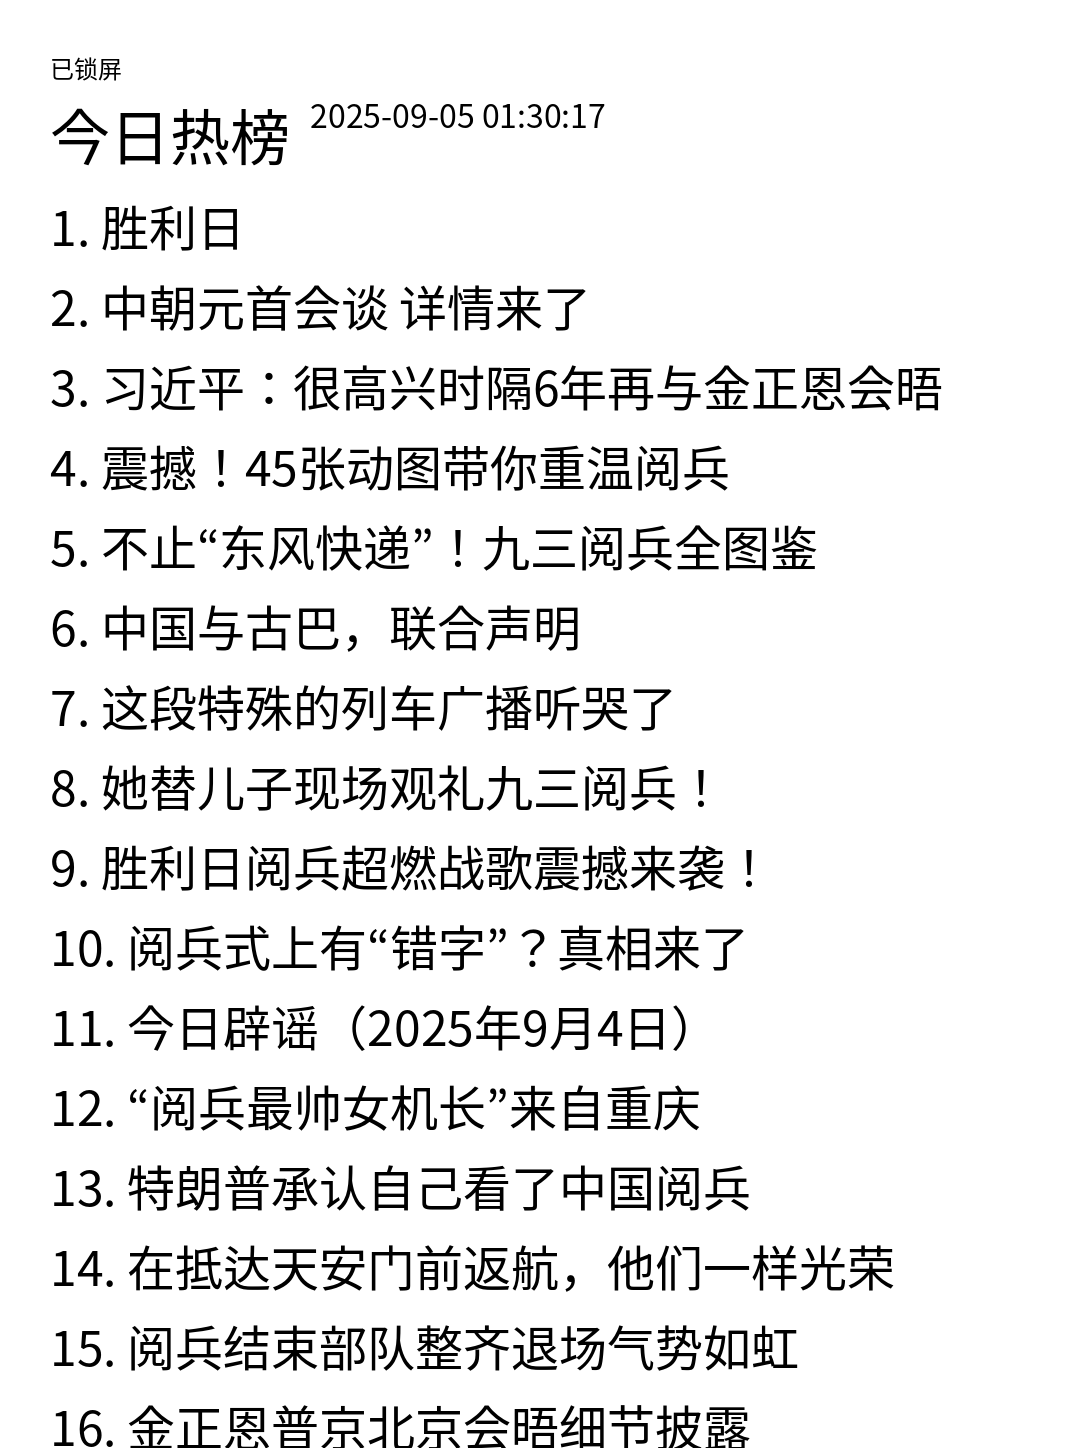 已锁屏
今日热榜 2025-09-05 01:30:17
1. 胜利日
2. 中朝元首会谈 详情来了
3. 习近平：很高兴时隔6年再与金正恩会晤
4. 震撼！45张动图带你重温阅兵
5. 不止“东风快递”！九三阅兵全图鉴
6. 中国与古巴，联合声明
7. 这段特殊的列车广播听哭了
8. 她替儿子现场观礼九三阅兵！
9. 胜利日阅兵超燃战歌震撼来袭！
10. 阅兵式上有“错字”？真相来了
11. 今日辟谣（2025年9月4日）
12. “阅兵最帅女机长”来自重庆
13. 特朗普承认自己看了中国阅兵
14. 在抵达天安门前返航，他们一样光荣
15. 阅兵结束部队整齐退场气势如虹
16. 金正恩普京北京会晤细节披露